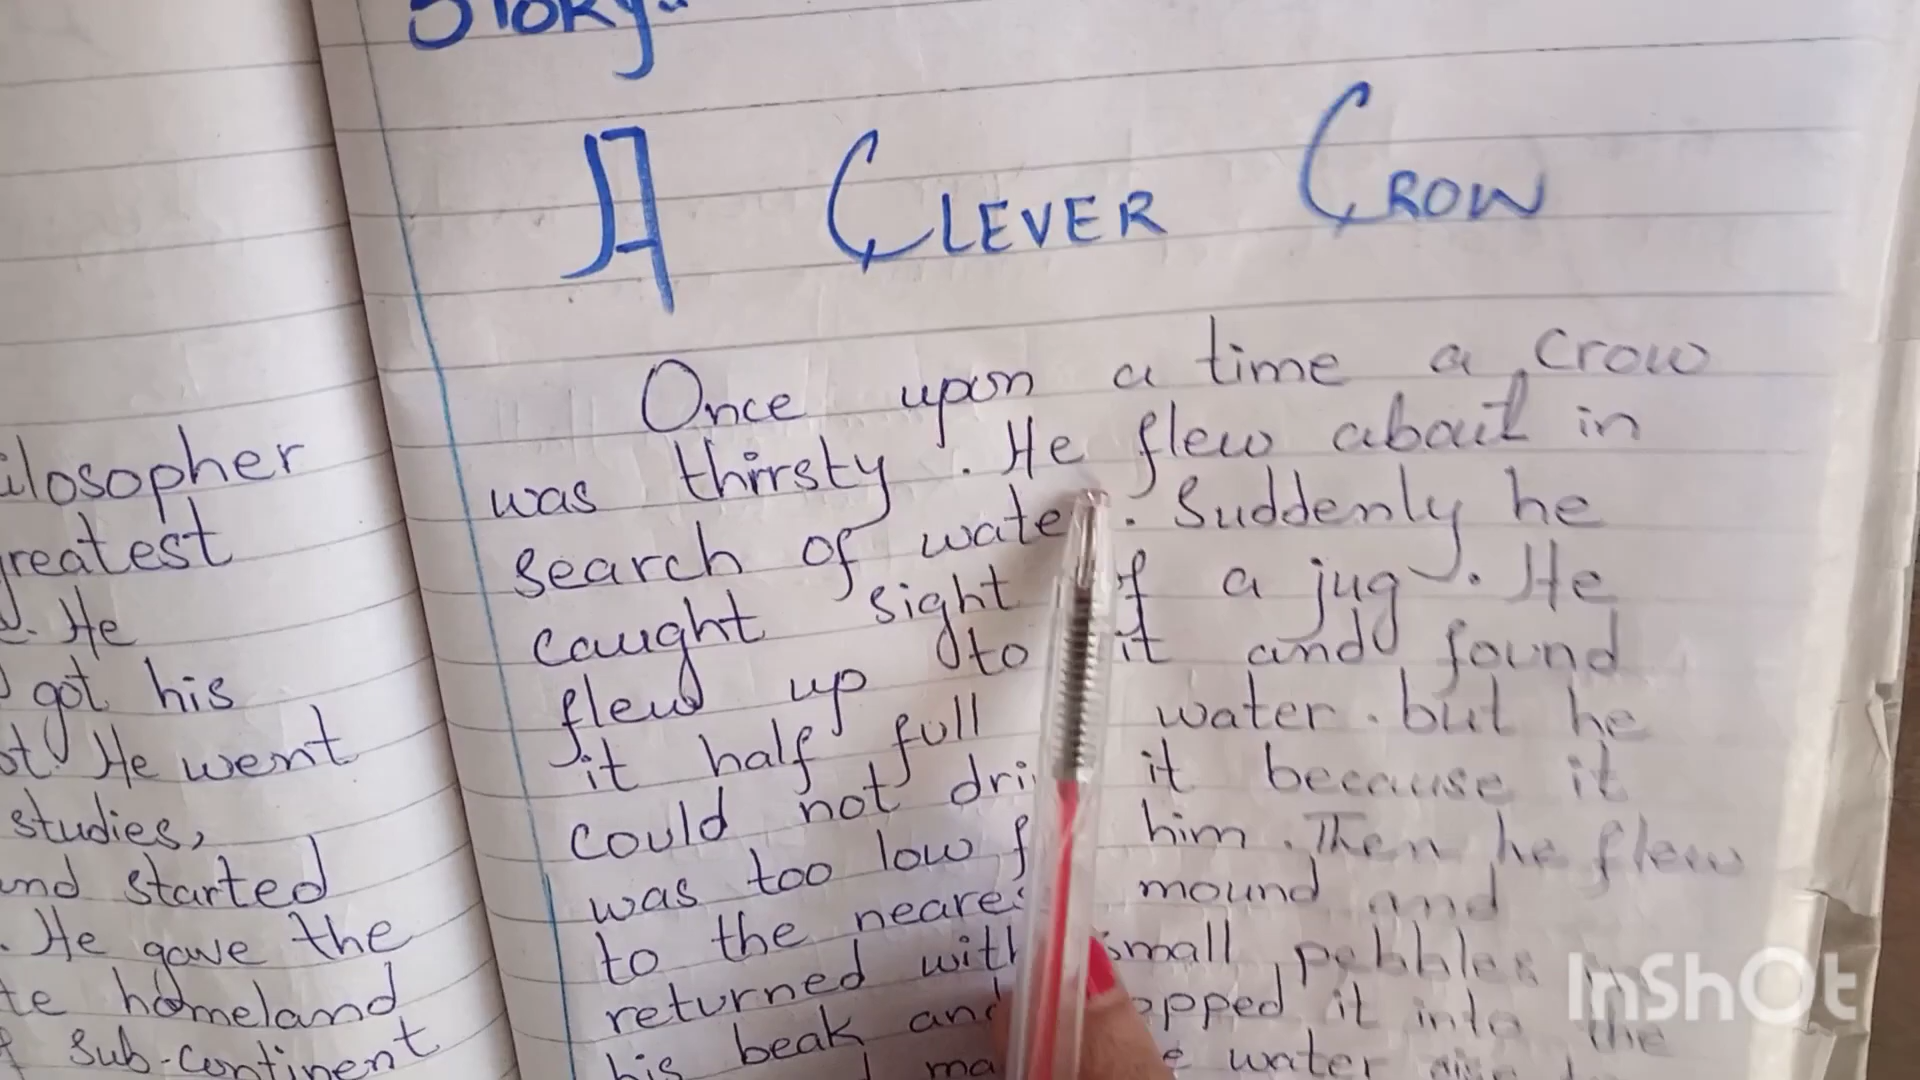 Story:
A CLEVER CROW
Once upon a time a crow
was thirsty. He flew about in
search of water. Suddenly he
caught sight of a jug. He
flew up to it and found
it half full water. but he
could not drink it because it
was too low for him. Then he flew
to the nearest mound and
returned with small pebbles in
his beak and dropped it into the
his water rise to
ilosopher
reatest
He
got his
He went
studies,
and started
. He gave the
te homeland
sub-continent
InShOt